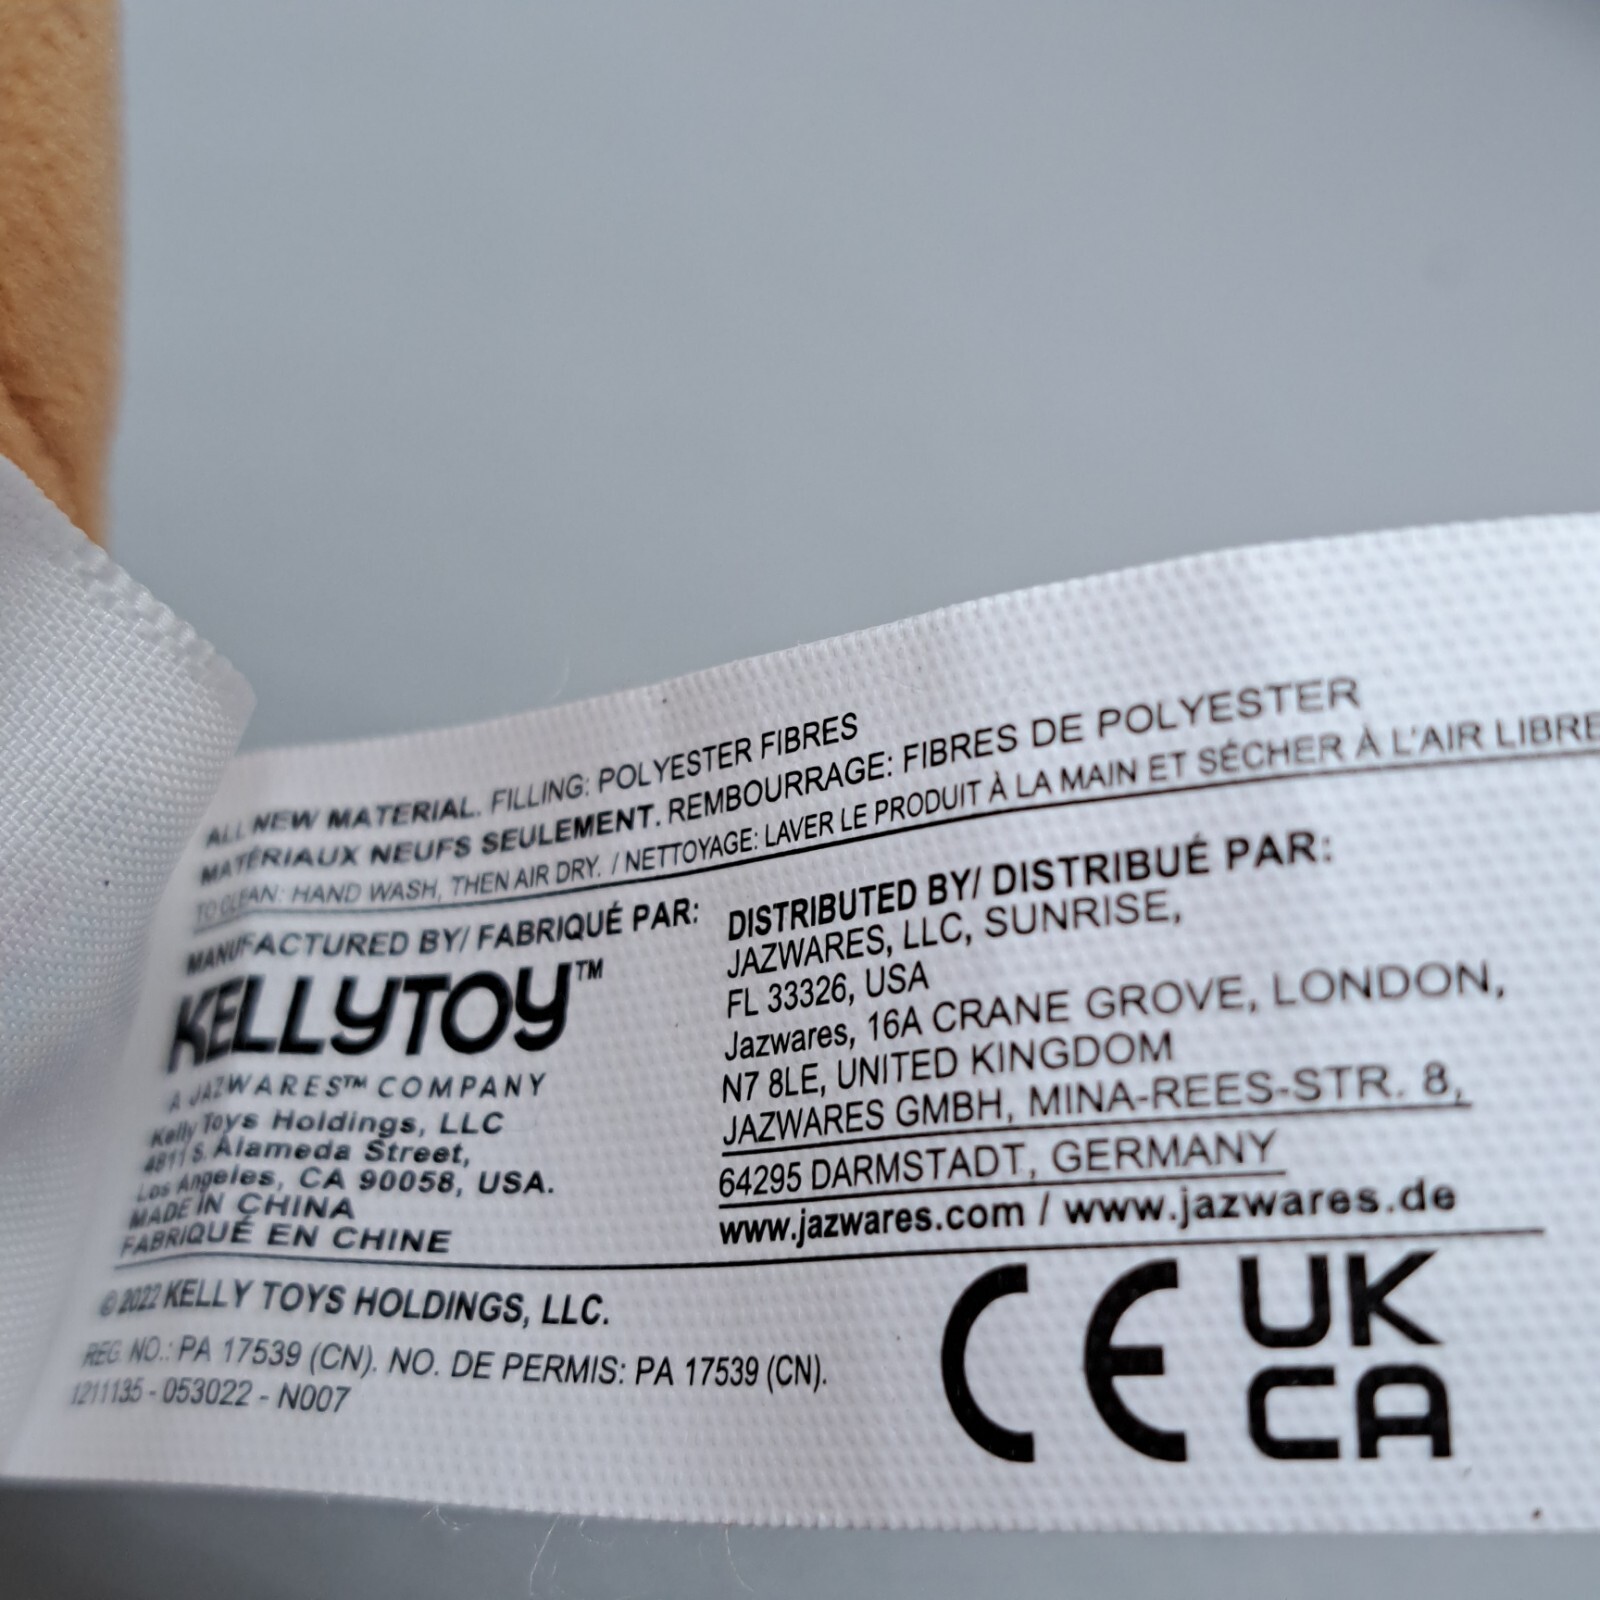 ALL NEW MATERIAL. FILLING: POLYESTER FIBRES
MATÉRIAUX NEUFS SEULEMENT. REMBOURRAGE: FIBRES DE POLYESTER
TO CLEAN: HAND WASH, THEN AIR DRY. / NETTOYAGE: LAVER LE PRODUIT À LA MAIN ET SÉCHER À L'AIR LIBRE
MANUFACTURED BY/ FABRIQUÉ PAR:
KELLYTOY™
A JAZWARES™ COMPANY
Kelly Toys Holdings, LLC
4811 S. Alameda Street,
Los Angeles, CA 90058, USA.
MADE IN CHINA
FABRIQUÉ EN CHINE
DISTRIBUTED BY/ DISTRIBUÉ PAR:
JAZWARES, LLC, SUNRISE,
FL 33326, USA
Jazwares, 16A CRANE GROVE, LONDON,
N7 8LE, UNITED KINGDOM
JAZWARES GMBH, MINA-REES-STR. 8,
64295 DARMSTADT, GERMANY
www.jazwares.com / www.jazwares.de
© 2022 KELLY TOYS HOLDINGS, LLC.
REG. NO.: PA 17539 (CN). NO. DE PERMIS: PA 17539 (CN).
1211135 - 053022 - N007
CE
UK
CA